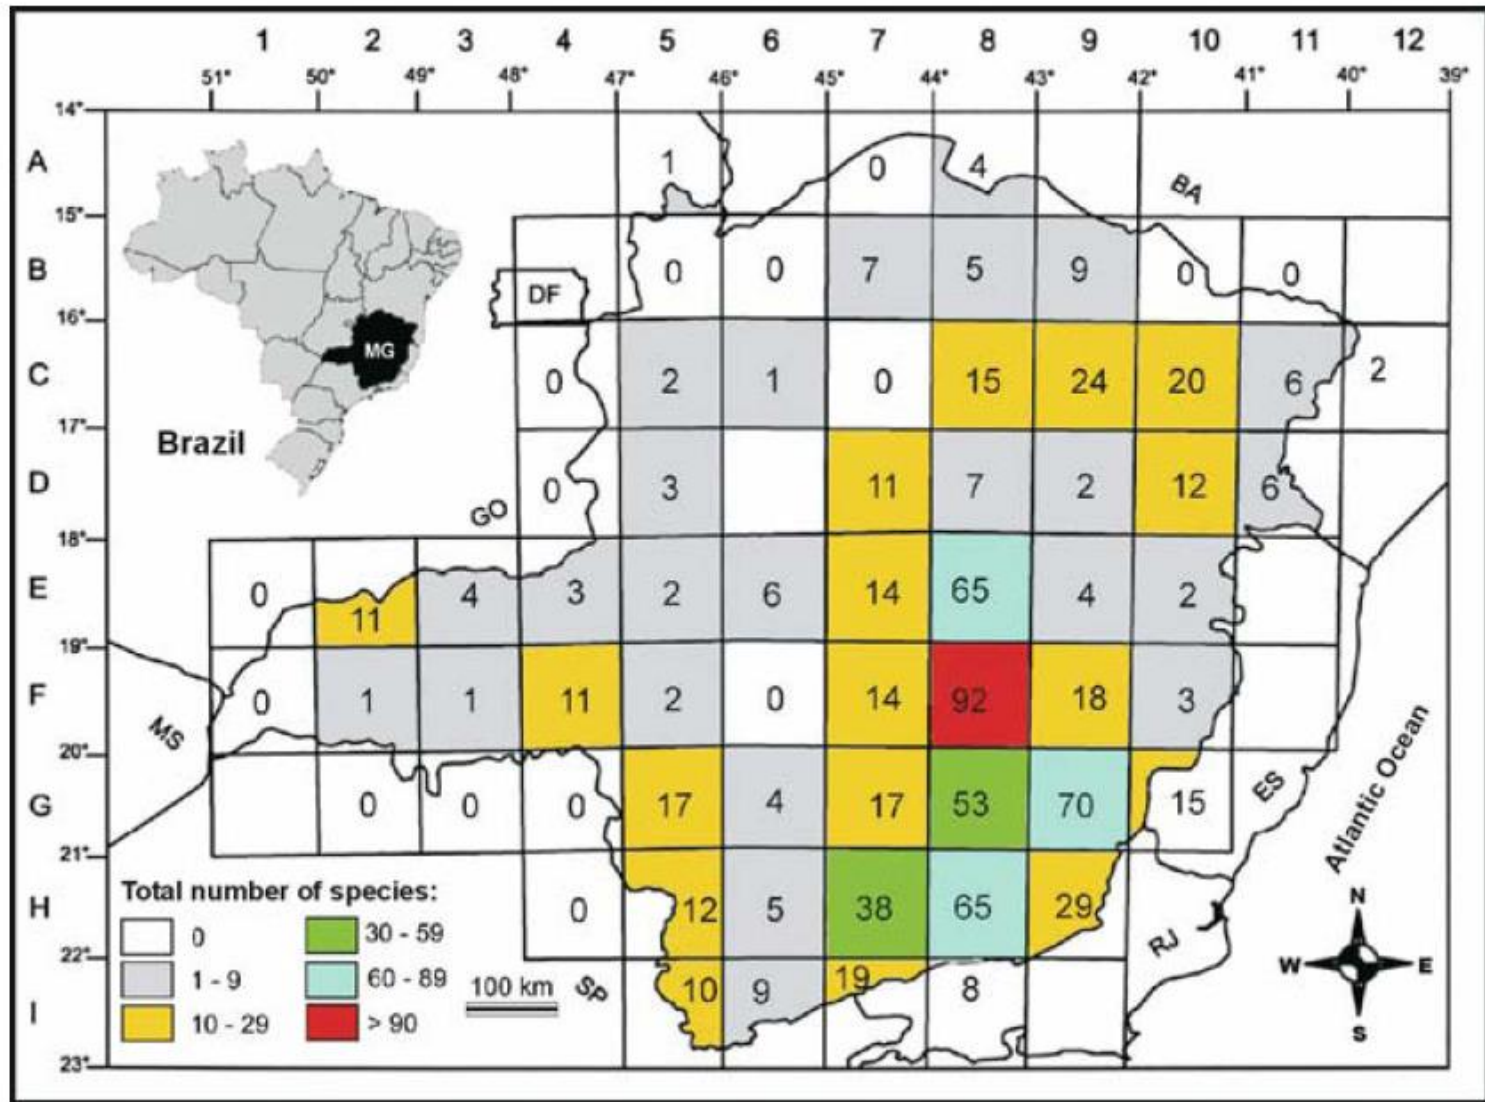 1 2 3 4 5 6 7 8 9 10 11 12
51° 50° 49° 48° 47° 46° 45° 44° 43° 42° 41° 40° 39°
14°
A 1 0 4 BA
15°
B DF 0 0 7 5 9 0 0
16°
MG
C 0 2 1 0 15 24 20 6 2
17°
Brazil
D 0 3 11 7 2 12 6
GO
18°
E 0 11 4 3 2 6 14 65 4 2
19°
F 0 1 1 11 2 0 14 92 18 3
MS
20°
G 0 0 0 17 4 17 53 70 15 ES
Atlantic Ocean
21°
Total number of species:
H 0 12 5 38 65 29
0 30 - 59
22°
RJ
1 - 9 60 - 89
100 km SP
I 10 9 19 8
10 - 29 > 90
23°
N
W E
S